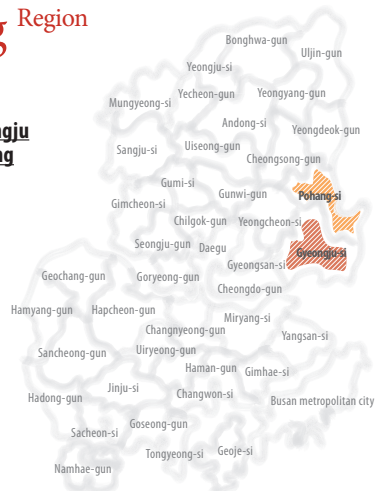 g Region
gju
ng
Bonghwa-gun
Uljin-gun
Yeongju-si
Yecheon-gun
Yeongyang-gun
Mungyeong-si
Andong-si
Yeongdeok-gun
Sangju-si
Uiseong-gun
Cheongsong-gun
Gumi-si
Gunwi-gun
Pohang-si
Gimcheon-si
Chilgok-gun
Yeongcheon-si
Seongju-gun
Daegu
Gyeongju-si
Gyeongsan-si
Geochang-gun
Goryeong-gun
Cheongdo-gun
Hamyang-gun
Hapcheon-gun
Miryang-si
Changnyeong-gun
Yangsan-si
Sancheong-gun
Uiryeong-gun
Haman-gun
Gimhae-si
Jinju-si
Changwon-si
Hadong-gun
Busan metropolitan city
Goseong-gun
Sacheon-si
Tongyeong-si
Geoje-si
Namhae-gun